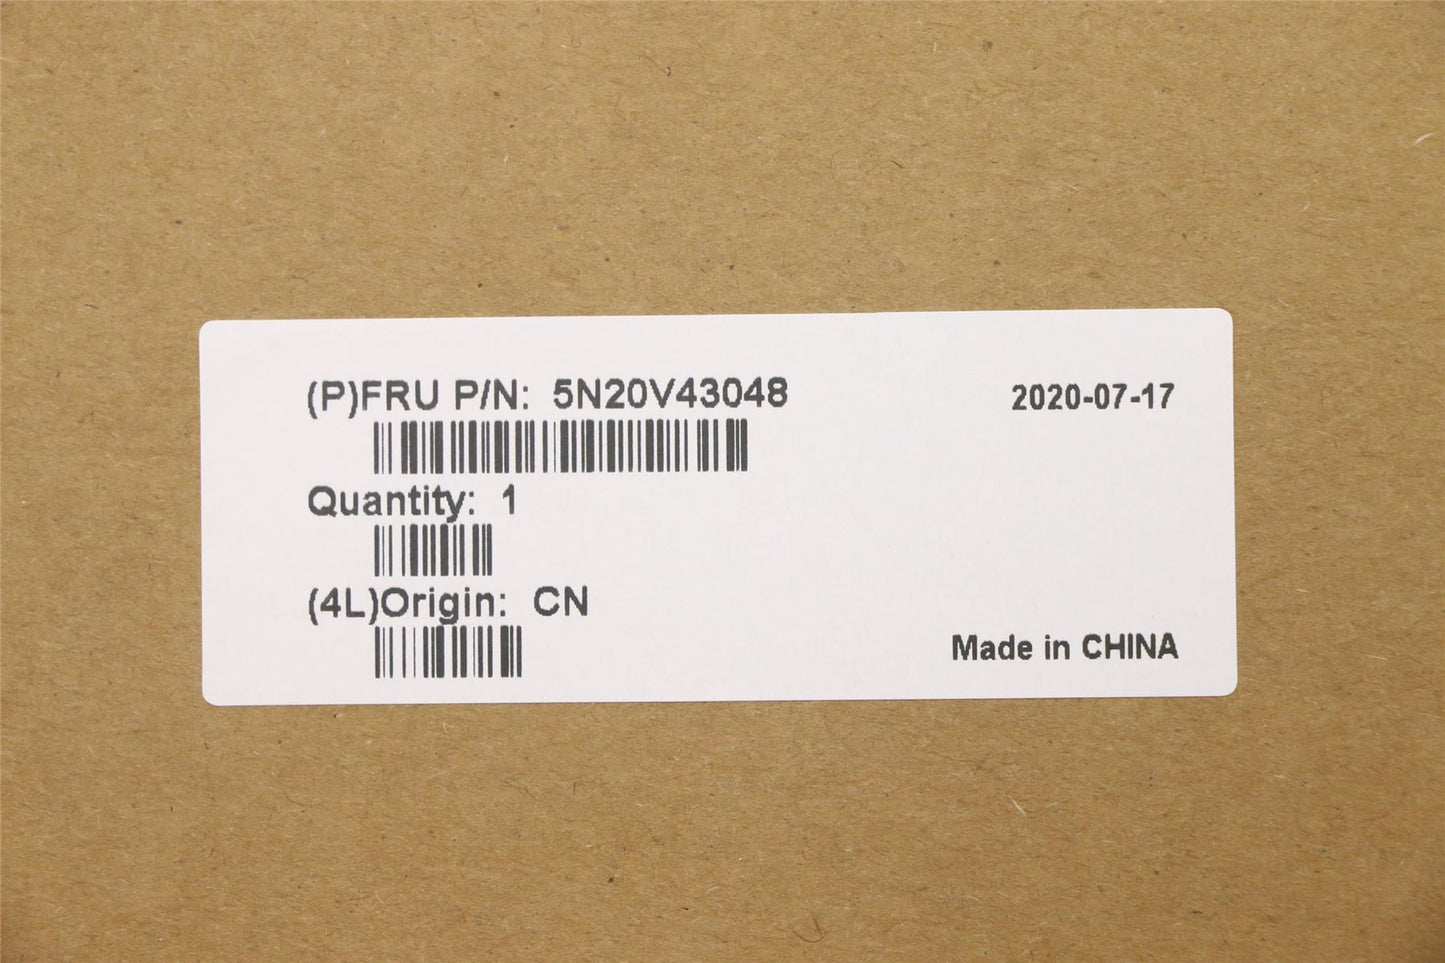 (P)FRU P/N: 5N20V43048
2020-07-17
Quantity: 1
(4L)Origin: CN
Made in CHINA